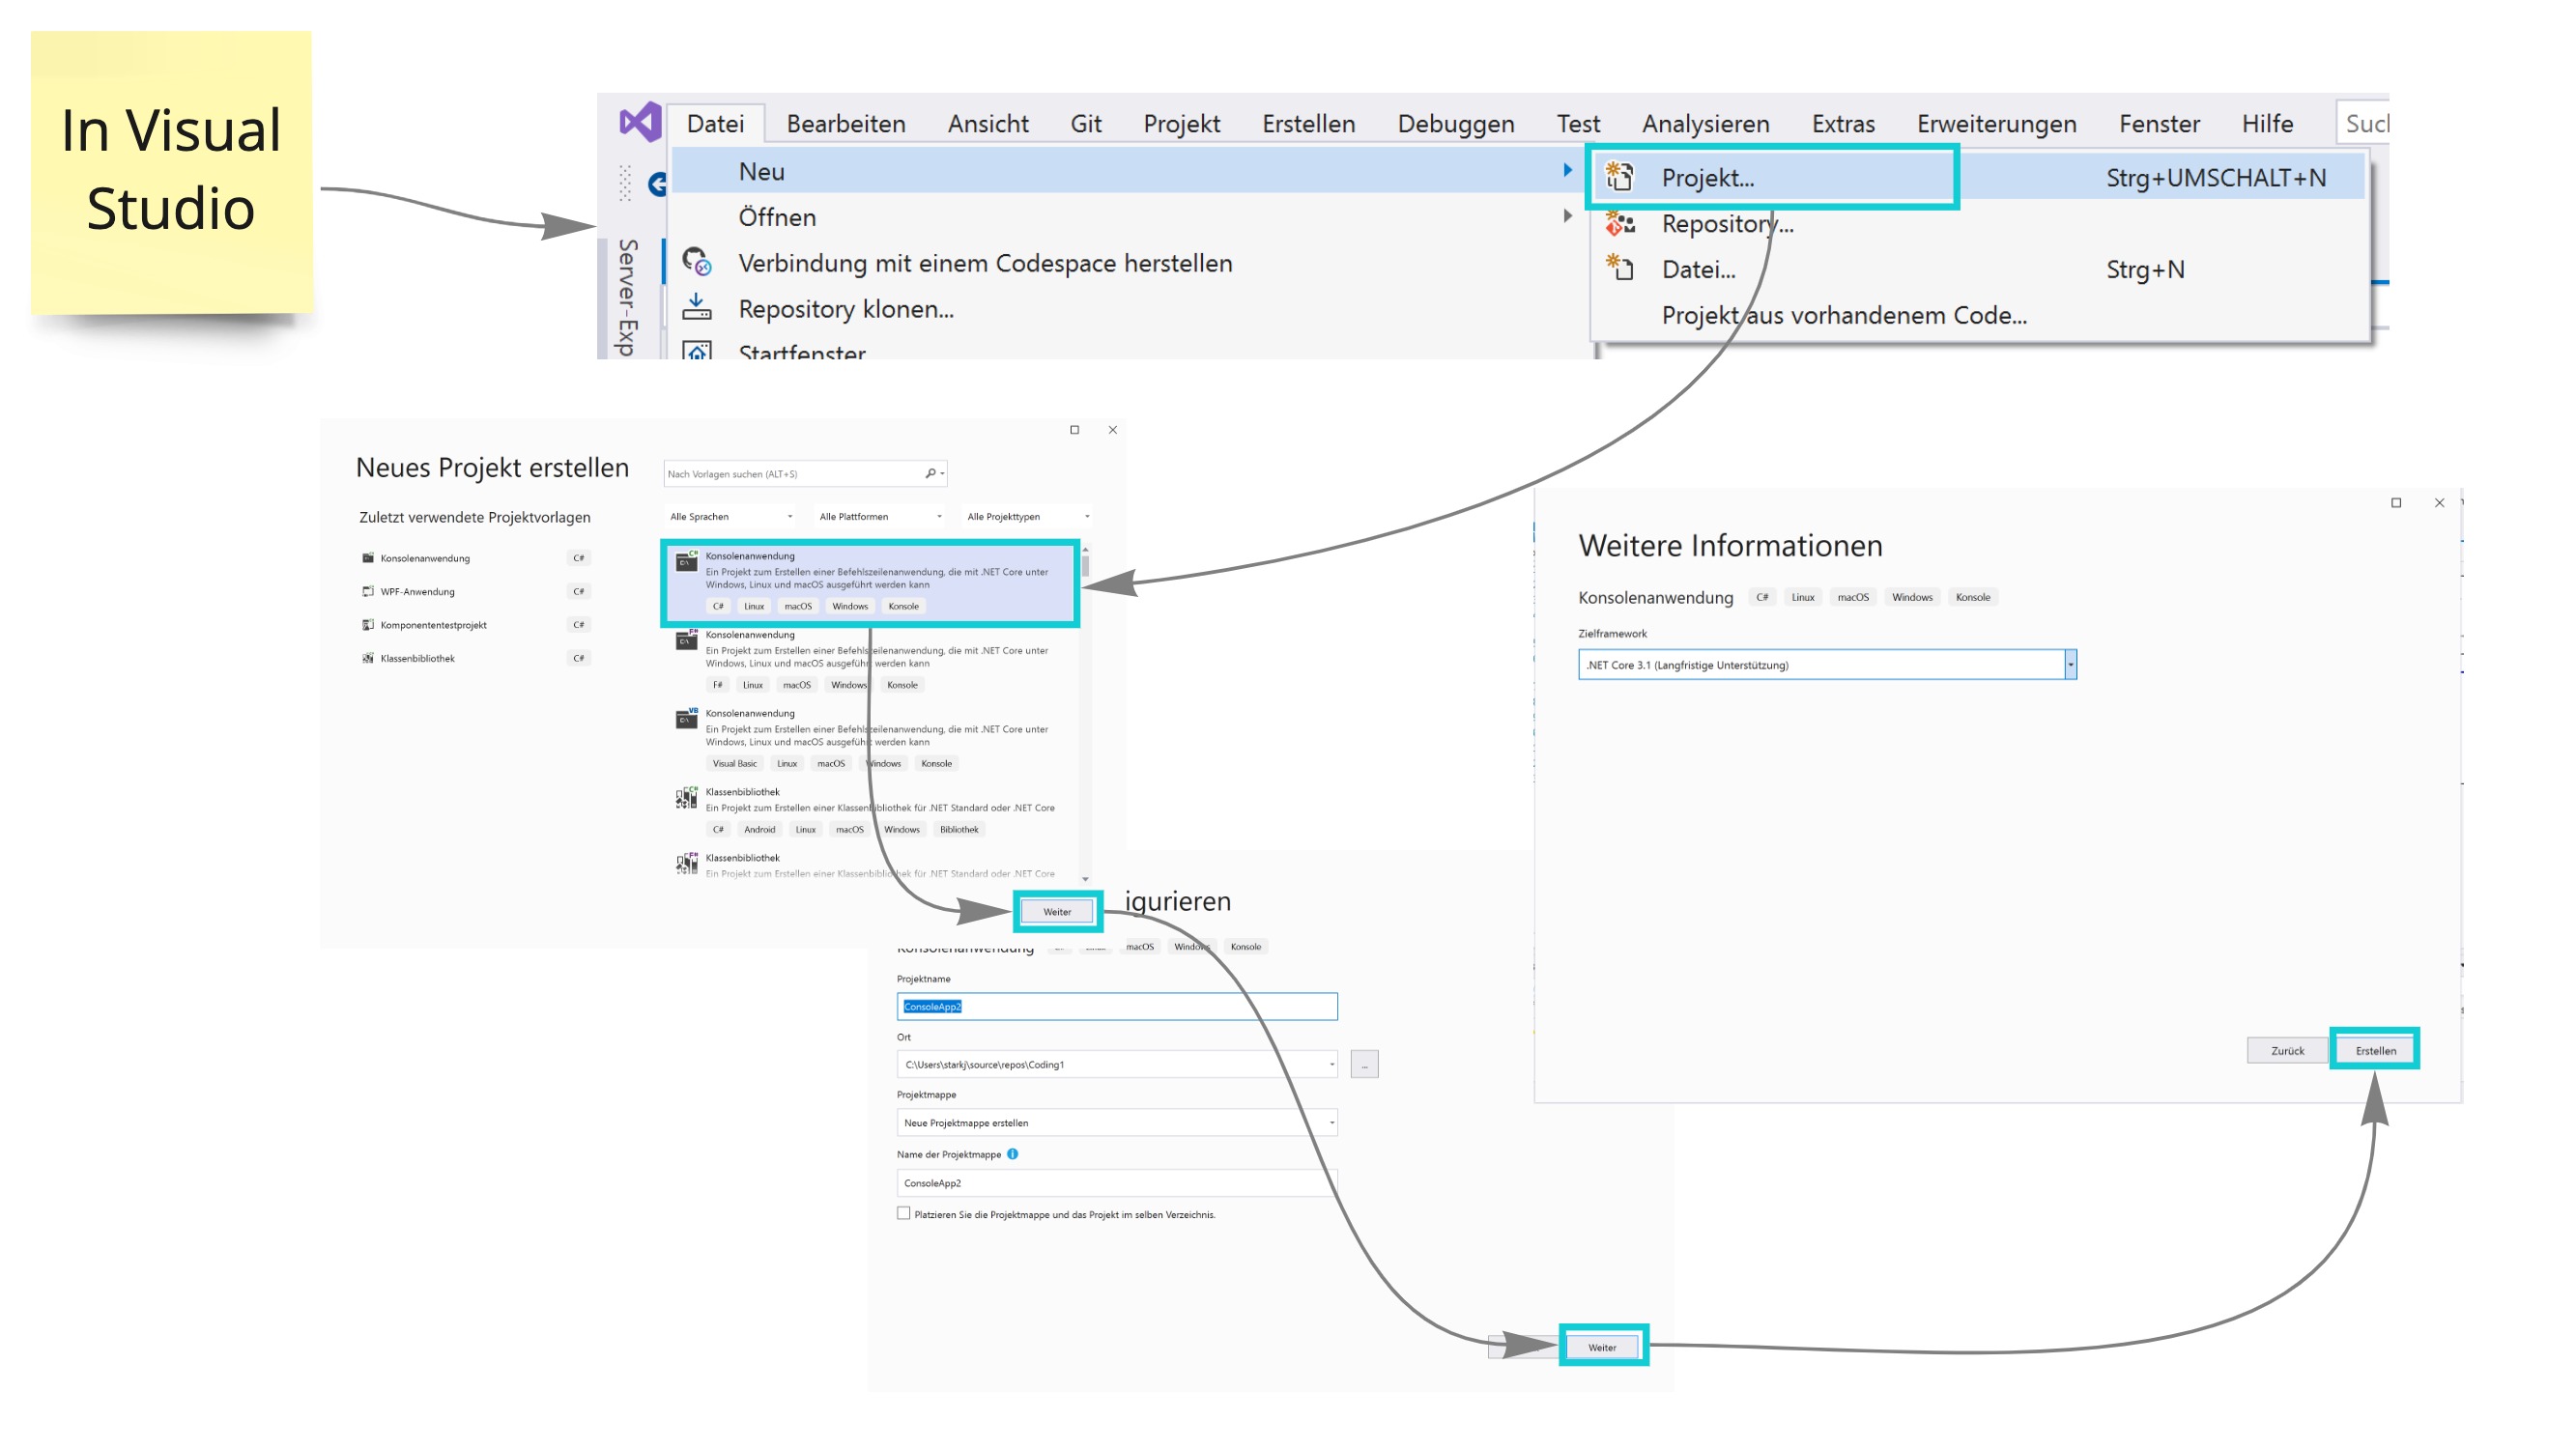 In Visual
Studio
Datei Bearbeiten Ansicht Git Projekt Erstellen Debuggen Test Analysieren Extras Erweiterungen Fenster Hilfe
Neu
Öffnen
Verbindung mit einem Codespace herstellen
Repository klonen...
Startfenster
Server-Exp
Projekt... Strg+UMSCHALT+N
Repository...
Datei... Strg+N
Projekt aus vorhandenem Code...
Neues Projekt erstellen
Nach Vorlagen suchen (ALT+S)
Zuletzt verwendete Projektvorlagen
Alle Sprachen Alle Plattformen Alle Projekttypen
Konsolenanwendung C#
WPF-Anwendung C#
Komponententestprojekt C#
Klassenbibliothek C#
Konsolenanwendung
Ein Projekt zum Erstellen einer Befehlszeilenanwendung, die mit .NET Core unter
Windows, Linux und macOS ausgeführt werden kann
C# Linux macOS Windows Konsole
Konsolenanwendung
Ein Projekt zum Erstellen einer Befehlszeilenanwendung, die mit .NET Core unter
Windows, Linux und macOS ausgeführt werden kann
F# Linux macOS Windows Konsole
Konsolenanwendung
Ein Projekt zum Erstellen einer Befehlszeilenanwendung, die mit .NET Core unter
Windows, Linux und macOS ausgeführt werden kann
Visual Basic Linux macOS Windows Konsole
Klassenbibliothek
Ein Projekt zum Erstellen einer Klassenbibliothek für .NET Standard oder .NET Core
C# Android Linux macOS Windows Bibliothek
Klassenbibliothek
Ein Projekt zum Erstellen einer Klassenbibliothek für .NET Standard oder .NET Core
Weiter
igurieren
Konsolenanwendung macOS Windows Konsole
Projektname
ConsoleApp2
Ort
C:\Users\starkj\source\repos\Coding1
...
Projektmappe
Neue Projektmappe erstellen
Name der Projektmappe
ConsoleApp2
Platzieren Sie die Projektmappe und das Projekt im selben Verzeichnis.
Weiter
Weitere Informationen
Konsolenanwendung C# Linux macOS Windows Konsole
Zielframework
.NET Core 3.1 (Langfristige Unterstützung)
Zurück Erstellen